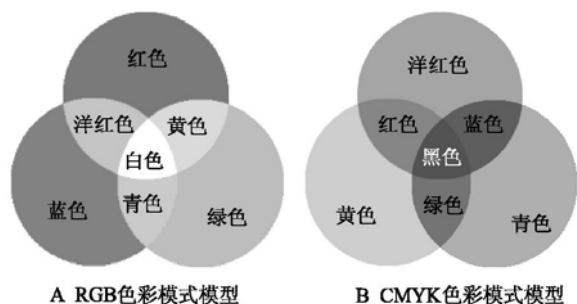 红色
洋红色
黄色
白色
蓝色
青色
绿色
A RGB色彩模式模型
洋红色
红色
蓝色
黑色
黄色
绿色
青色
B CMYK色彩模式模型